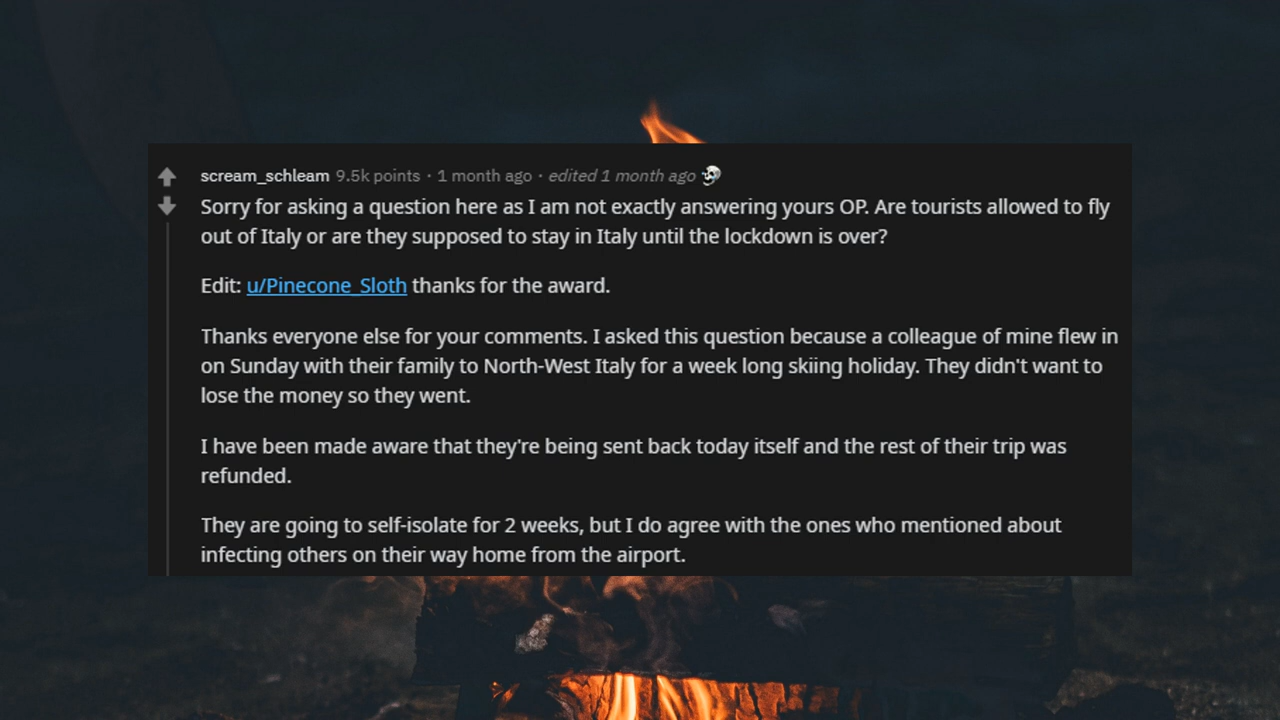 scream_schleam 9.5k points · 1 month ago · edited 1 month ago
Sorry for asking a question here as I am not exactly answering yours OP. Are tourists allowed to fly
out of Italy or are they supposed to stay in Italy until the lockdown is over?
Edit: u/Pinecone_Sloth thanks for the award.
Thanks everyone else for your comments. I asked this question because a colleague of mine flew in
on Sunday with their family to North-West Italy for a week long skiing holiday. They didn't want to
lose the money so they went.
I have been made aware that they're being sent back today itself and the rest of their trip was
refunded.
They are going to self-isolate for 2 weeks, but I do agree with the ones who mentioned about
infecting others on their way home from the airport.